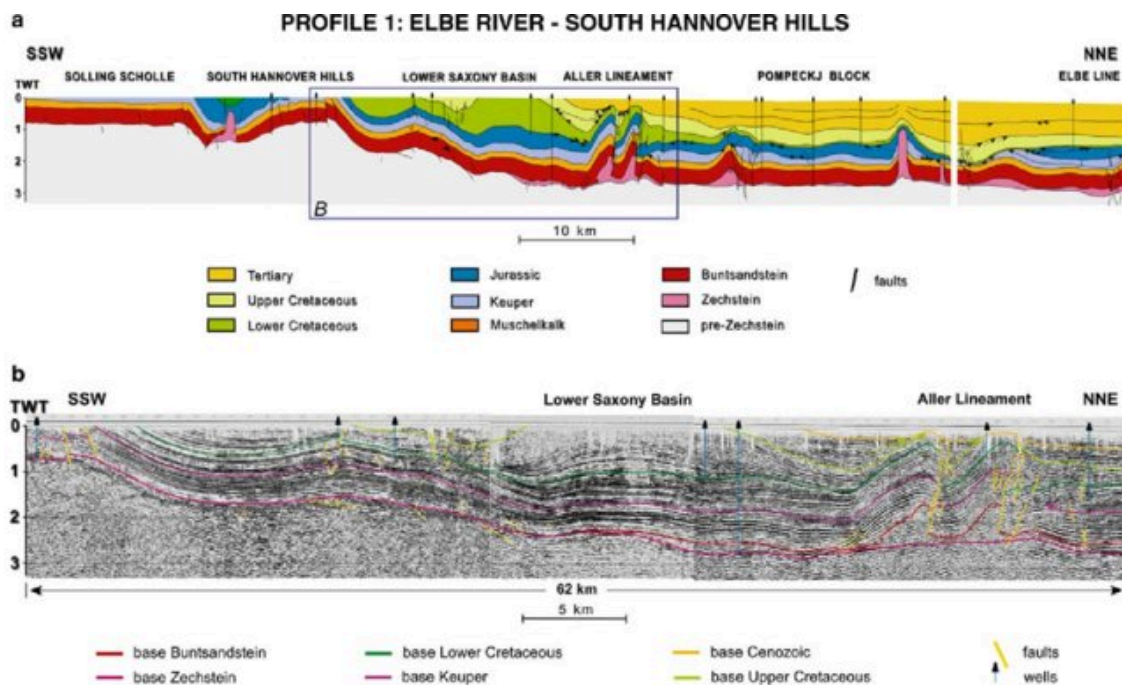 a
PROFILE 1: ELBE RIVER - SOUTH HANNOVER HILLS
SSW NNE
SOLLING SCHOLLE SOUTH HANNOVER HILLS LOWER SAXONY BASIN ALLER LINEAMENT POMPECKJ BLOCK ELBE LINE
TWT
0
1
2
3
B
10 km
Tertiary Jurassic Buntsandstein faults
Upper Cretaceous Keuper Zechstein
Lower Cretaceous Muschelkalk pre-Zechstein
b
SSW Lower Saxony Basin Aller Lineament NNE
TWT
0
1
2
3
62 km
5 km
base Buntsandstein base Lower Cretaceous base Cenozoic faults
base Zechstein base Keuper base Upper Cretaceous wells